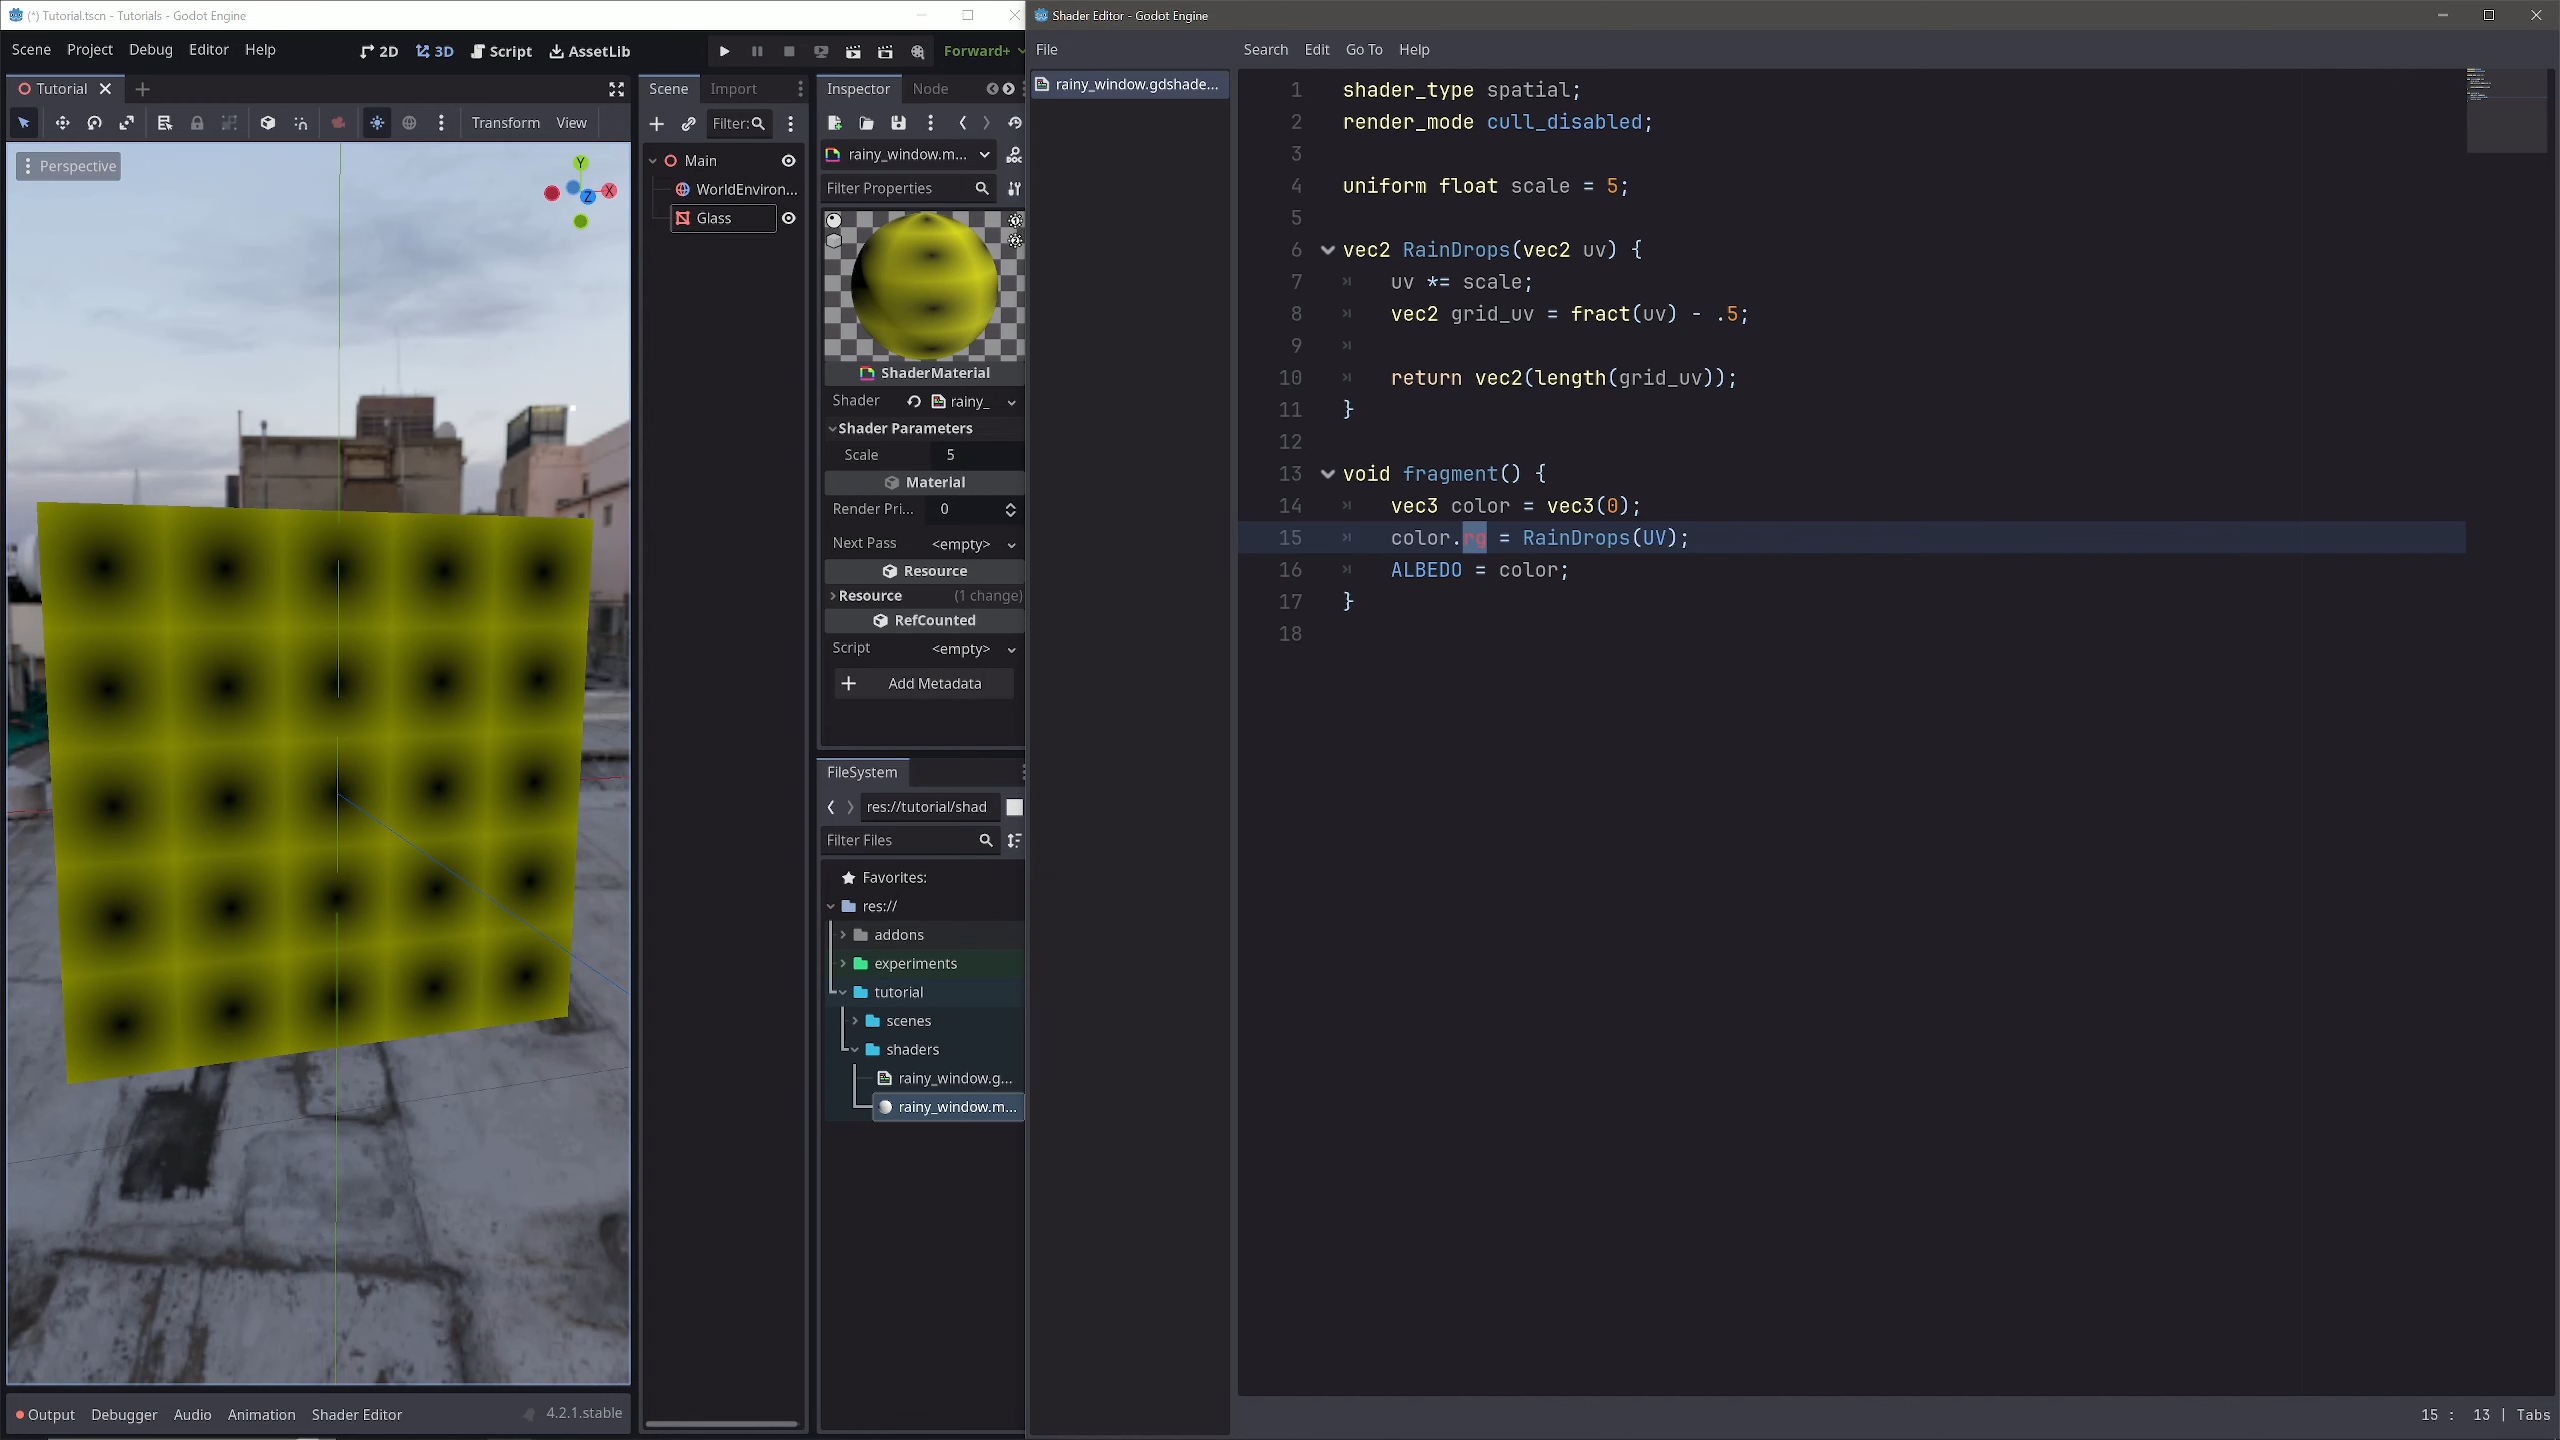 (*) Tutorial.tscn - Tutorials - Godot Engine
Scene Project Debug Editor Help
2D 3D Script AssetLib
Forward+
Tutorial
Transform View
Perspective
Y
X
Z
Output Debugger Audio Animation Shader Editor
4.2.1.stable
Scene Import
Filter:
Main
WorldEnviron...
Glass
Inspector Node
rainy_window.m...
DOC
Filter Properties
ShaderMaterial
Shader rainy_
Shader Parameters
Scale 5
Material
Render Pri... 0
Next Pass <empty>
Resource
Resource (1 change)
RefCounted
Script <empty>
Add Metadata
FileSystem
res://tutorial/shad
Filter Files
Favorites:
res://
addons
experiments
tutorial
scenes
shaders
rainy_window.g...
rainy_window.m...
Shader Editor - Godot Engine
File
Search Edit Go To Help
rainy_window.gdshade...
1 shader_type spatial;
2 render_mode cull_disabled;
3
4 uniform float scale = 5;
5
6 vec2 RainDrops(vec2 uv) {
7 uv *= scale;
8 vec2 grid_uv = fract(uv) - .5;
9
10 return vec2(length(grid_uv));
11 }
12
13 void fragment() {
14 vec3 color = vec3(0);
15 color.rg = RainDrops(UV);
16 ALBEDO = color;
17 }
18
15 : 13 | Tabs